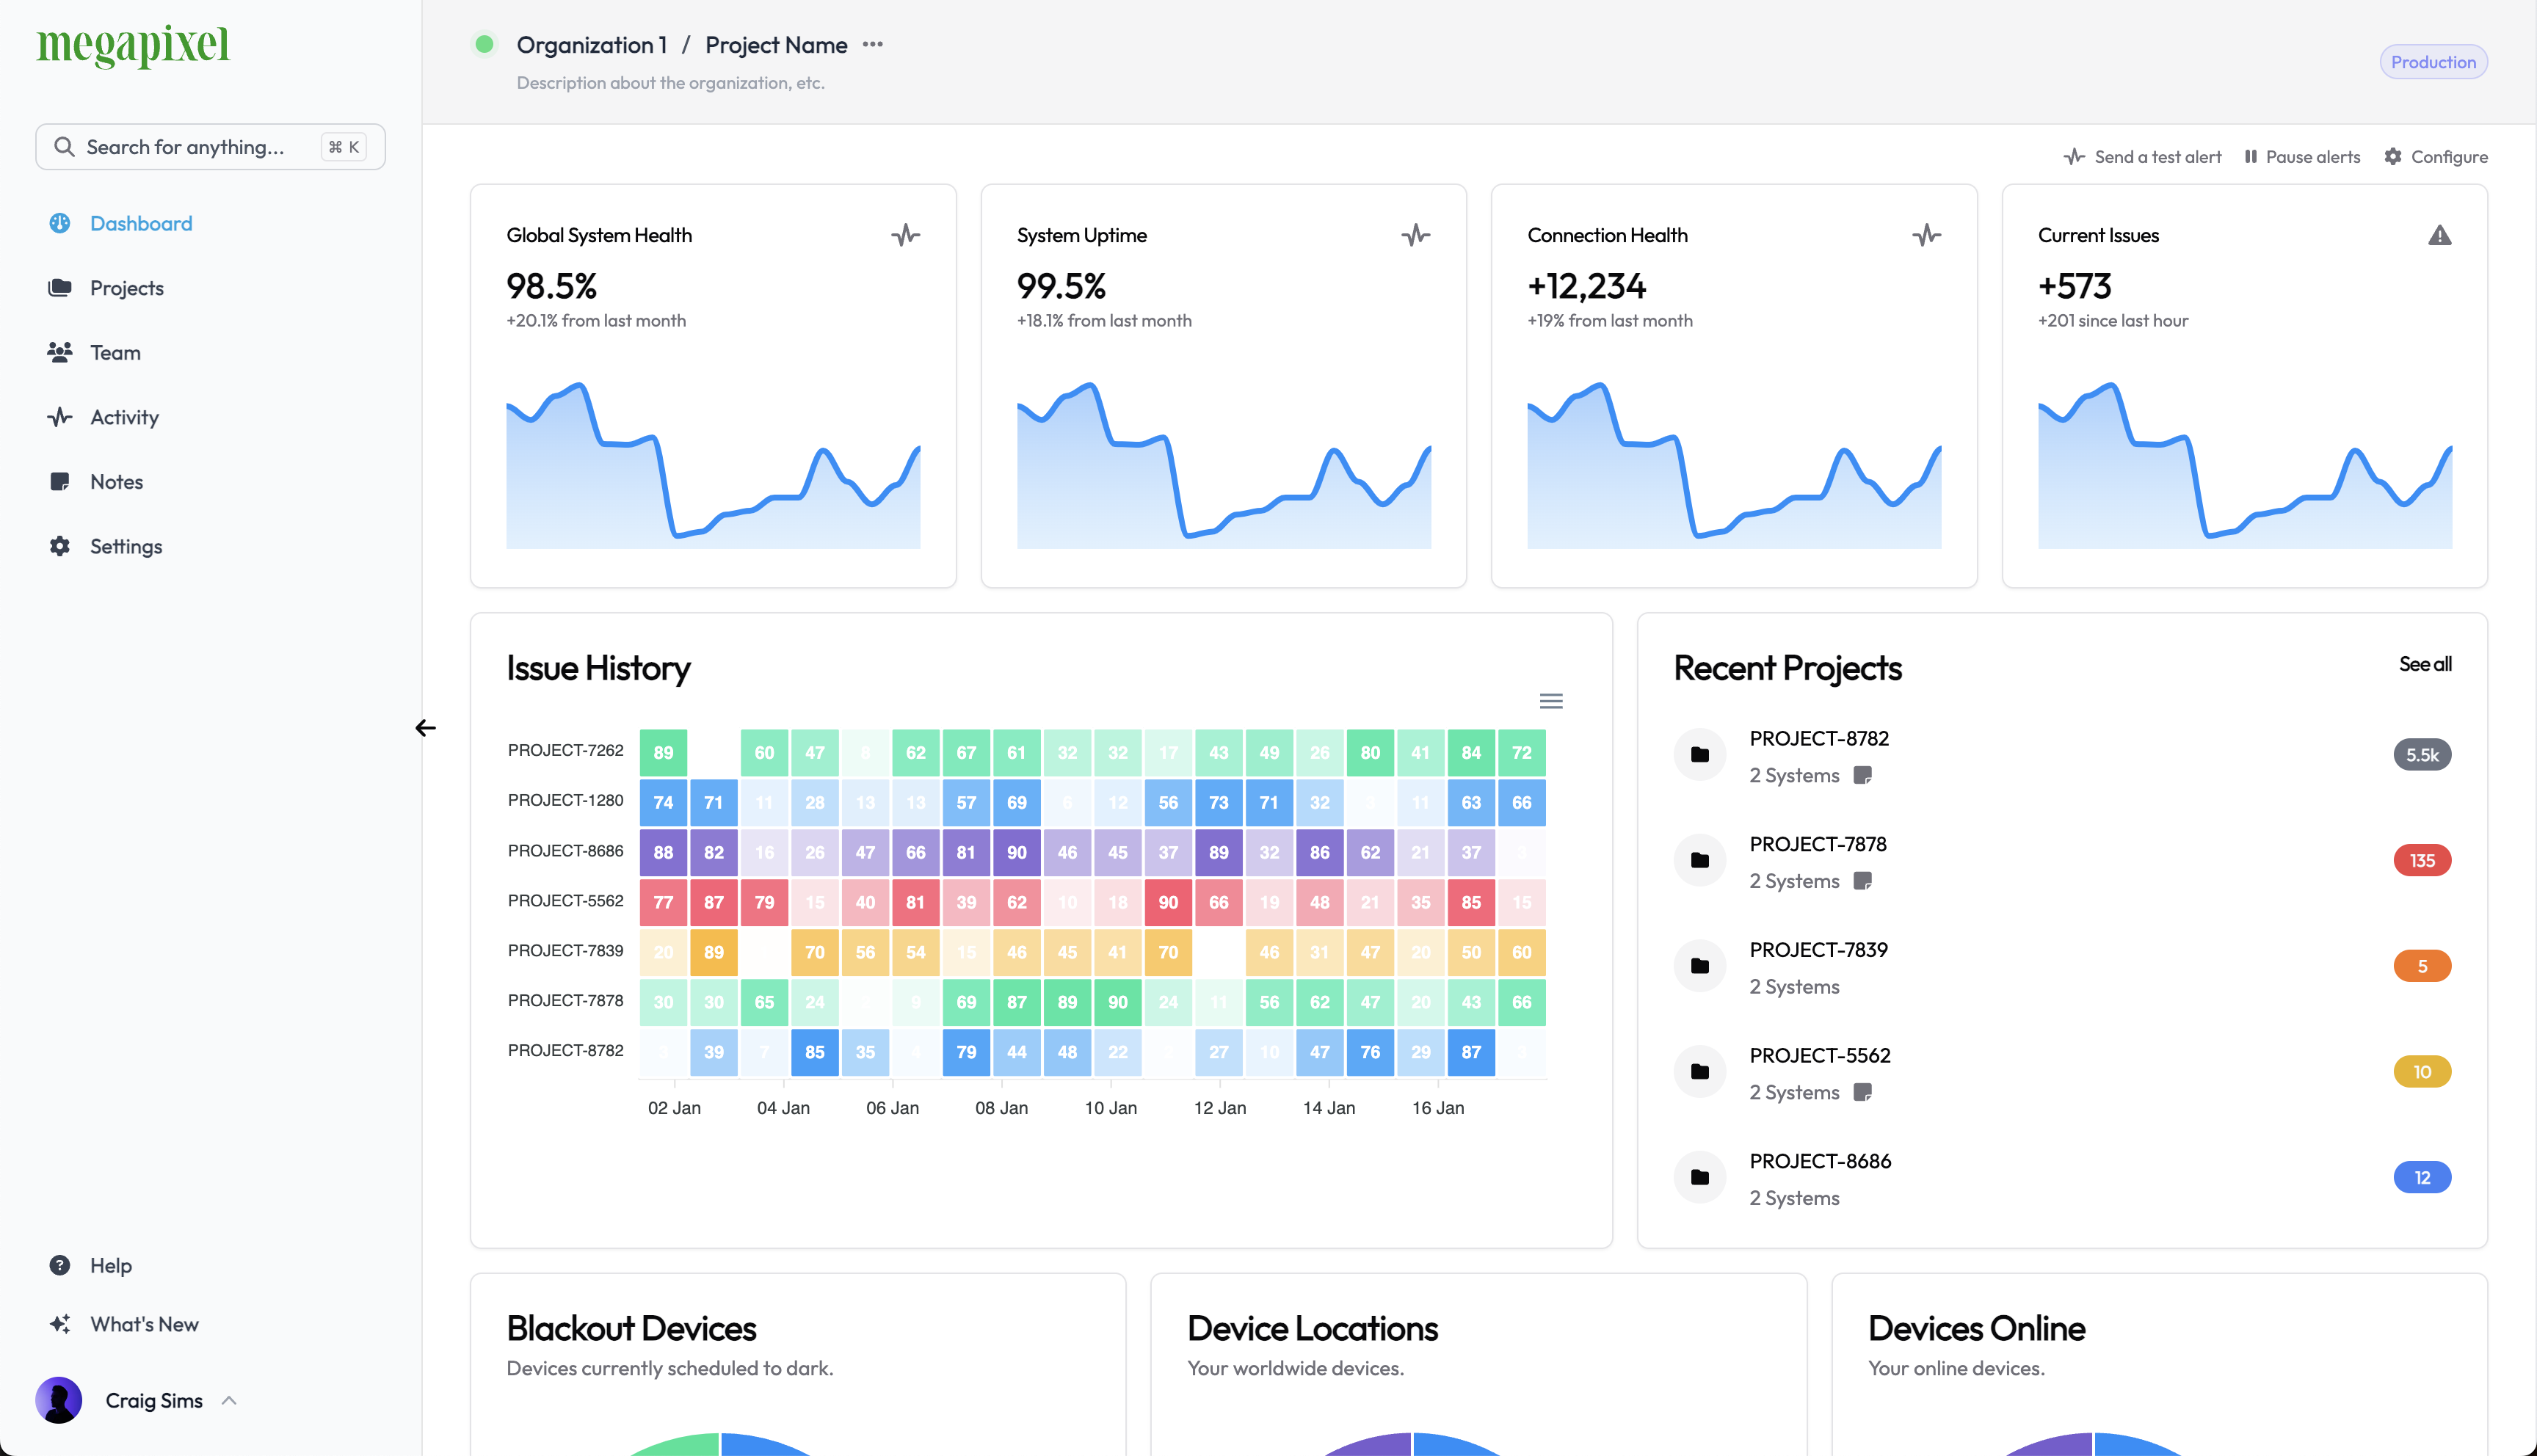 megapixel
Search for anything...
⌘ K
Dashboard
Projects
Team
Activity
Notes
Settings
Help
What's New
Craig Sims
Organization 1 / Project Name
Description about the organization, etc.
Production
Send a test alert
Pause alerts
Configure
Global System Health
98.5%
+20.1% from last month
System Uptime
99.5%
+18.1% from last month
Connection Health
+12,234
+19% from last month
Current Issues
+573
+201 since last hour
Issue History
PROJECT-7262 89 60 47 62 67 61 32 32 17 43 49 26 80 41 84 72
PROJECT-1280 74 71 11 28 13 13 57 69 12 56 73 71 32 11 63 66
PROJECT-8686 88 82 16 26 47 66 81 90 46 45 37 89 32 86 62 21 37
PROJECT-5562 77 87 79 15 40 81 39 62 10 18 90 66 19 48 21 35 85 15
PROJECT-7839 20 89 70 56 54 15 46 45 41 70 46 31 47 20 50 60
PROJECT-7878 30 30 65 24 69 87 89 90 24 11 56 62 47 20 43 66
PROJECT-8782 39 7 85 35 79 44 48 22 27 10 47 76 29 87
02 Jan 04 Jan 06 Jan 08 Jan 10 Jan 12 Jan 14 Jan 16 Jan
Recent Projects
See all
PROJECT-8782
2 Systems
5.5k
PROJECT-7878
2 Systems
135
PROJECT-7839
2 Systems
5
PROJECT-5562
2 Systems
10
PROJECT-8686
2 Systems
12
Blackout Devices
Devices currently scheduled to dark.
Device Locations
Your worldwide devices.
Devices Online
Your online devices.